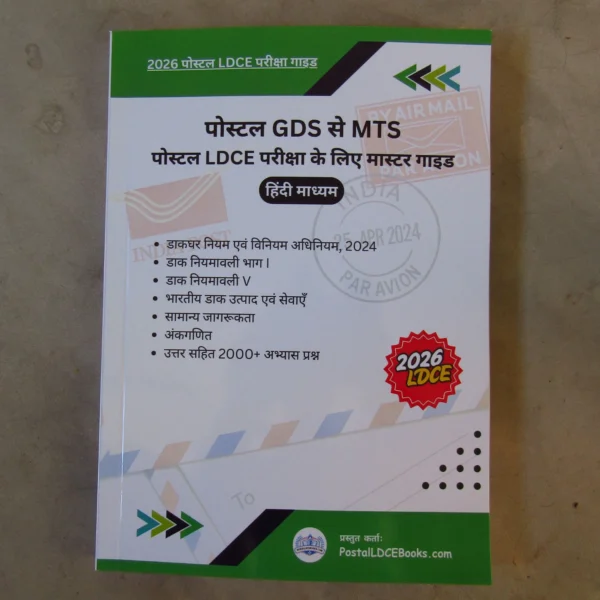 2026 पोस्टल LDCE परीक्षा गाइड
BY AIR MAIL
PAR AVION
पोस्टल GDS से MTS
पोस्टल LDCE परीक्षा के लिए मास्टर गाइड
हिंदी माध्यम
INDIA
25 APR 2024
PAR AVION
INDIA POST
डाकघर नियम एवं विनियम अधिनियम, 2024
डाक नियमावली भाग I
डाक नियमावली V
भारतीय डाक उत्पाद एवं सेवाएँ
सामान्य जागरूकता
अंकगणित
उत्तर सहित 2000+ अभ्यास प्रश्न
2026
LDCE
To
प्रस्तुत कर्ता:
PostalLDCEBooks.com